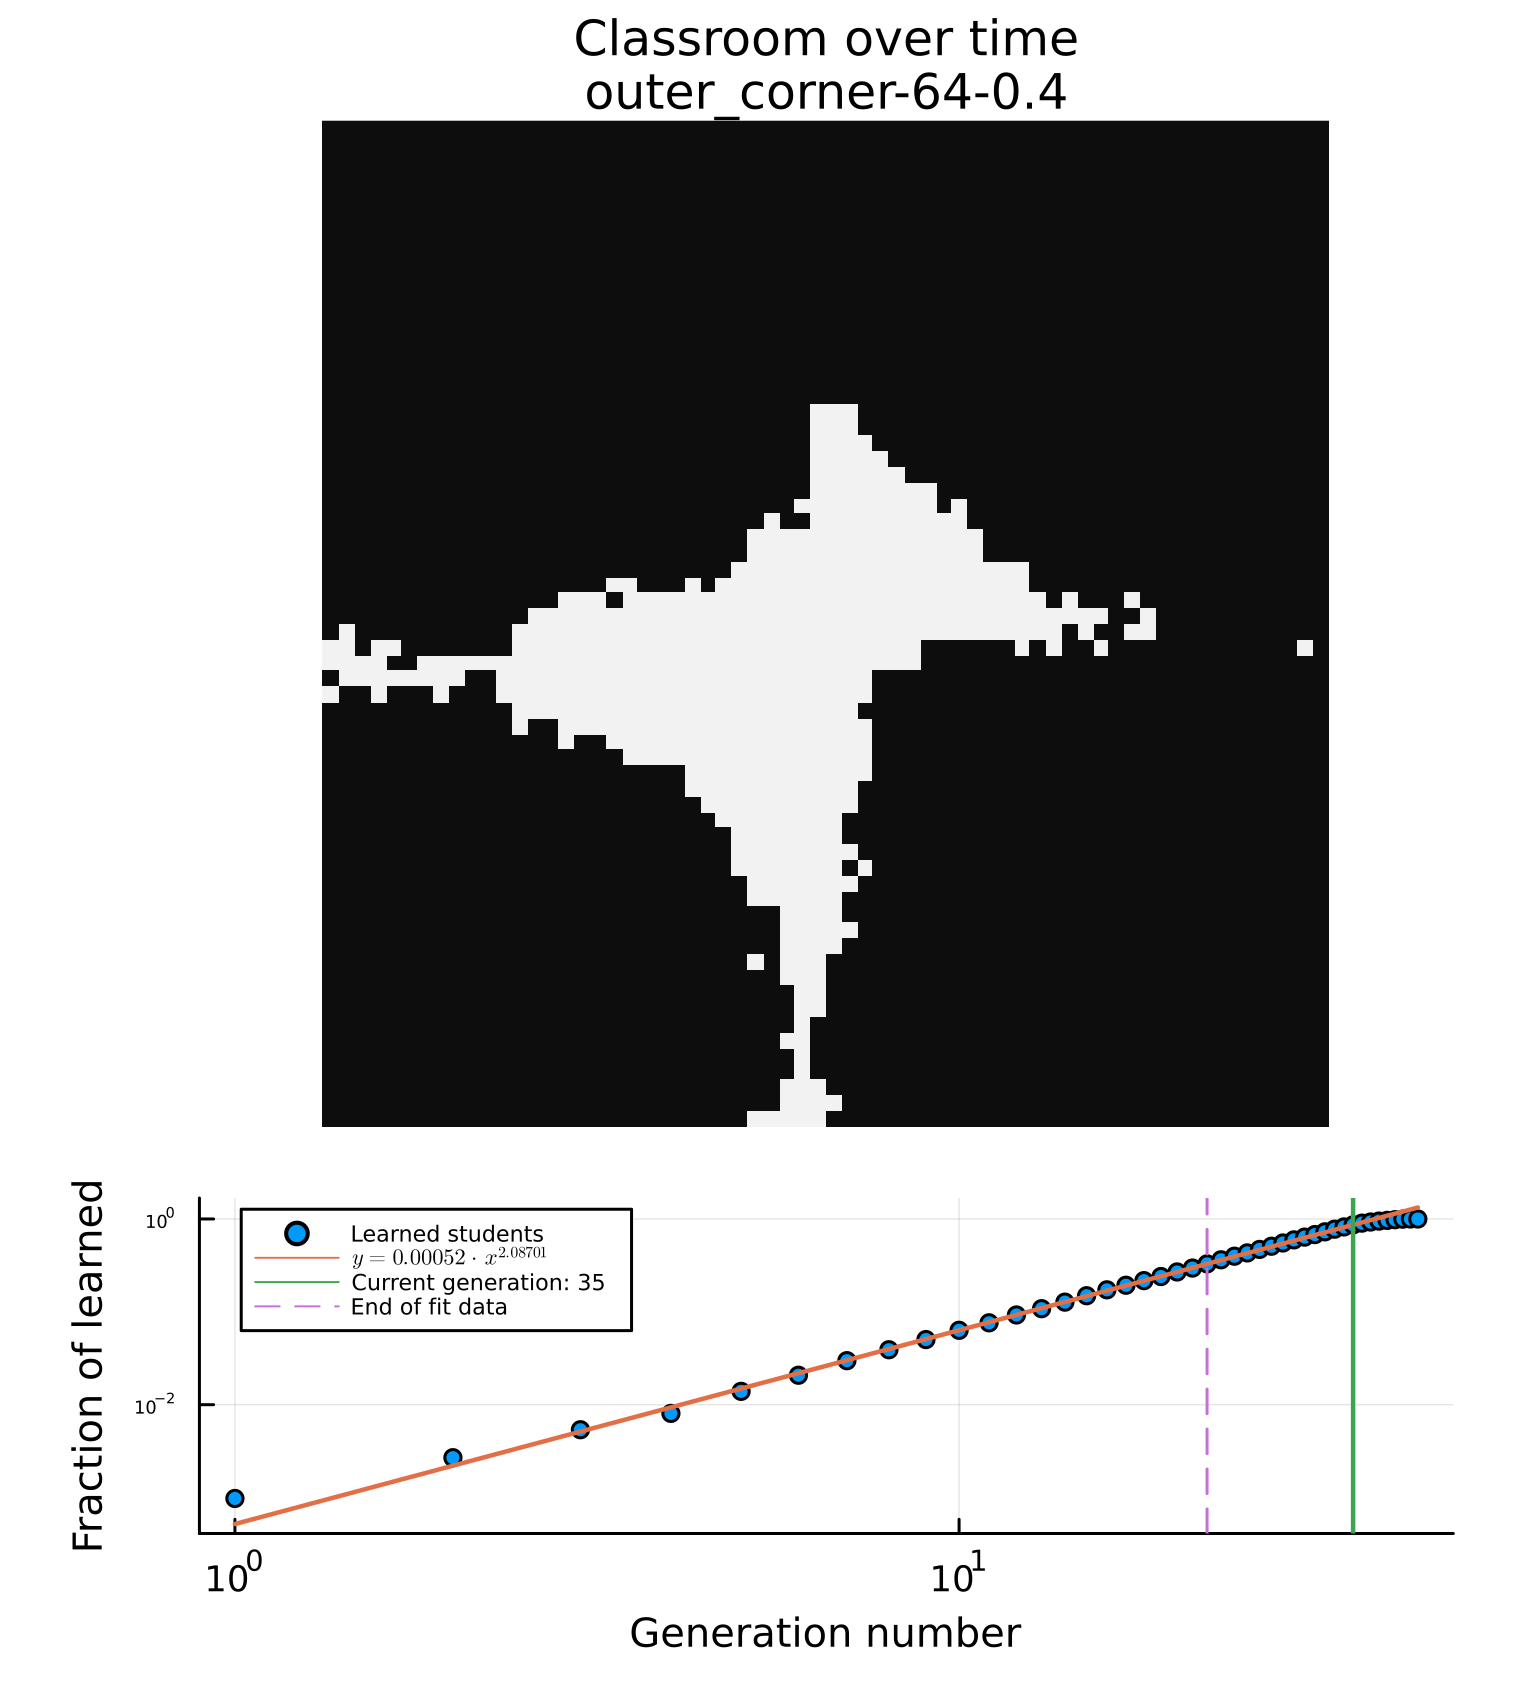 Classroom over time
outer_corner-64-0.4
Fraction of learned
10^0
10^−2
Learned students
y = 0.00052 · x^2.08701
Current generation: 35
End of fit data
10^0
10^1
Generation number